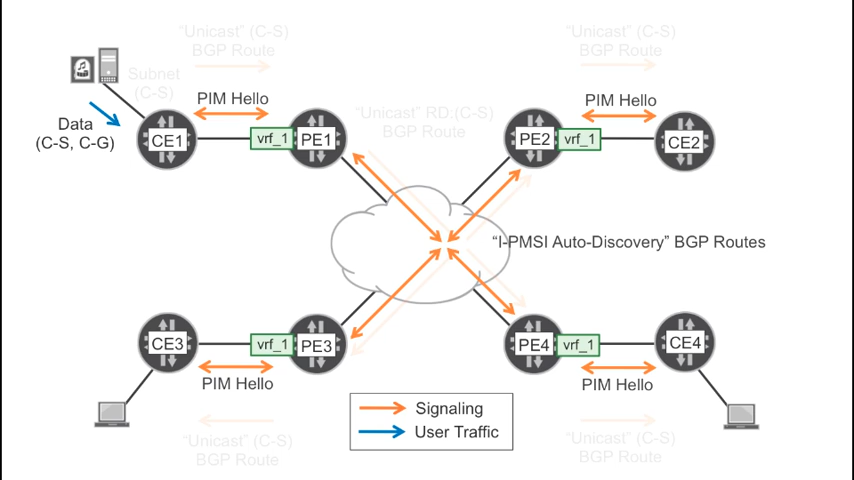 "Unicast" (C-S)
BGP Route
"Unicast" (C-S)
BGP Route
Subnet
(C-S)
PIM Hello
PIM Hello
"Unicast" RD:(C-S)
BGP Route
Data
(C-S, C-G)
CE1
vrf_1
PE1
PE2
vrf_1
CE2
"I-PMSI Auto-Discovery" BGP Routes
CE3
vrf_1
PE3
PE4
vrf_1
CE4
PIM Hello
PIM Hello
Signaling
User Traffic
"Unicast" (C-S)
BGP Route
"Unicast" (C-S)
BGP Route